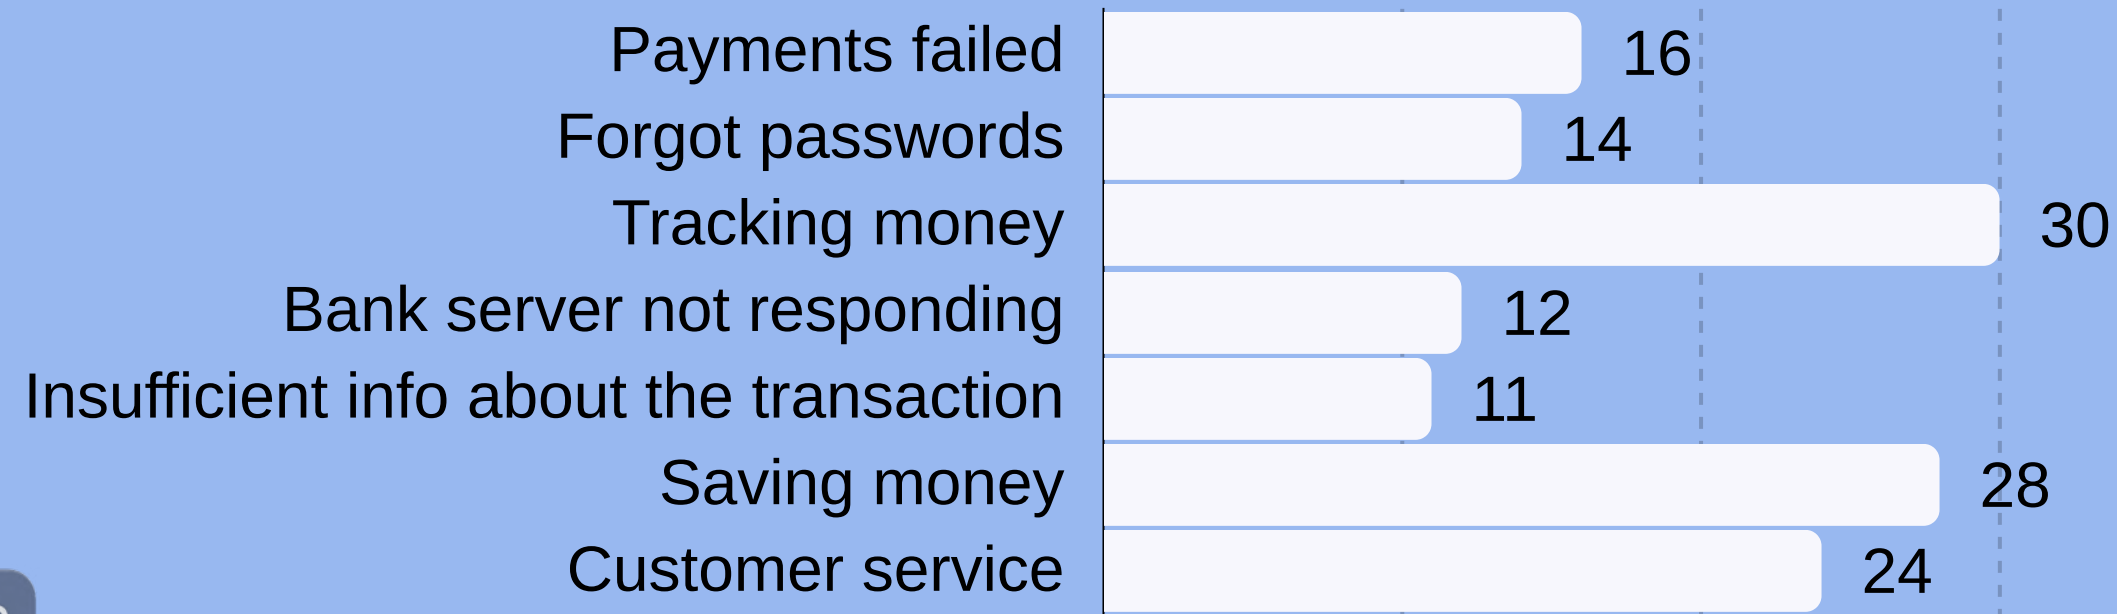 Payments failed 16
Forgot passwords 14
Tracking money 30
Bank server not responding 12
Insufficient info about the transaction 11
Saving money 28
Customer service 24